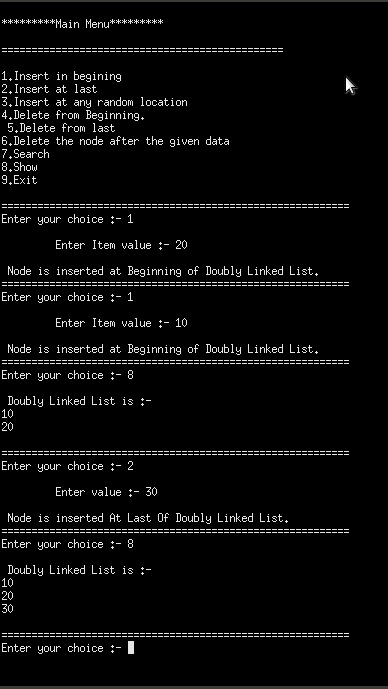 *********Main Menu*********
===============================================
1.Insert in begining
2.Insert at last
3.Insert at any random location
4.Delete from Beginning.
5.Delete from last
6.Delete the node after the given data
7.Search
8.Show
9.Exit
==========================================================
Enter your choice :- 1
Enter Item value :- 20
Node is inserted at Beginning of Doubly Linked List.
==========================================================
Enter your choice :- 1
Enter Item value :- 10
Node is inserted at Beginning of Doubly Linked List.
==========================================================
Enter your choice :- 8
Doubly Linked List is :-
10
20
==========================================================
Enter your choice :- 2
Enter value :- 30
Node is inserted At Last Of Doubly Linked List.
==========================================================
Enter your choice :- 8
Doubly Linked List is :-
10
20
30
==========================================================
Enter your choice :-